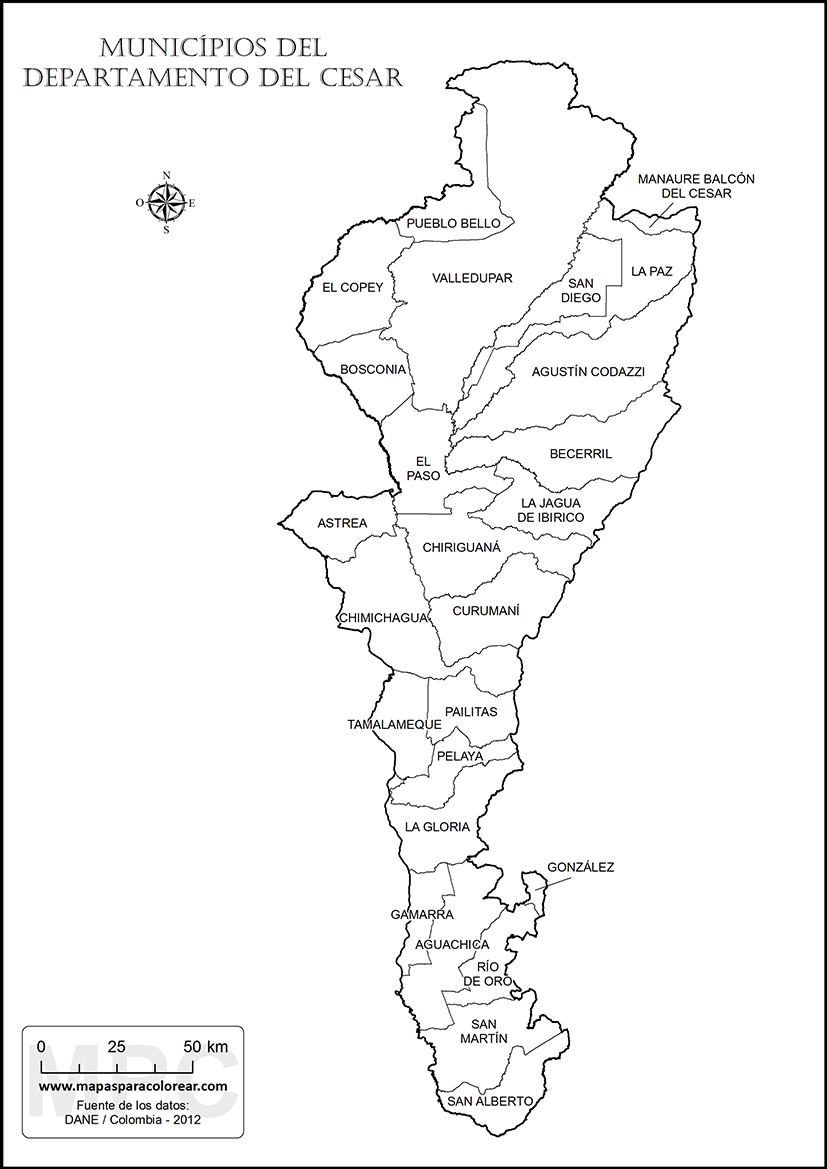 MUNICÍPIOS DEL
DEPARTAMENTO DEL CESAR
N
O
E
S
MANAURE BALCÓN
DEL CESAR
PUEBLO BELLO
VALLEDUPAR
LA PAZ
SAN
DIEGO
EL COPEY
BOSCONIA
AGUSTÍN CODAZZI
EL
PASO
BECERRIL
LA JAGUA
DE IBIRICO
ASTREA
CHIRIGUANÁ
CHIMICHAGUA
CURUMANÍ
PAILITAS
TAMALAMEQUE
PELAYA
LA GLORIA
GONZÁLEZ
GAMARRA
AGUACHICA
RÍO
DE ORO
SAN
MARTÍN
SAN ALBERTO
0 25 50 km
MPC
www.mapasparacolorear.com
Fuente de los datos:
DANE / Colombia - 2012